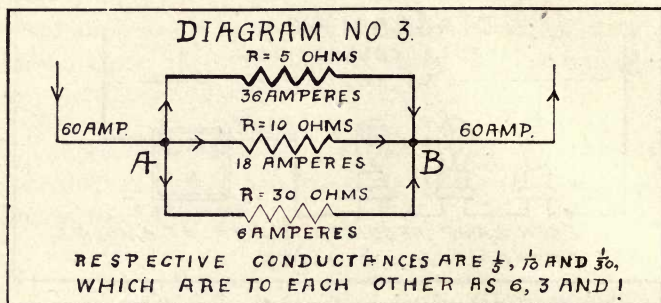 DIAGRAM NO 3.
R= 5 OHMS
36 AMPERES
60 AMP.
R= 10 OHMS
60 AMP.
A
B
18 AMPERES
R= 30 OHMS
6 AMPERES
RESPECTIVE CONDUCTANCES ARE 1/5, 1/10 AND 1/30,
WHICH ARE TO EACH OTHER AS 6, 3 AND 1